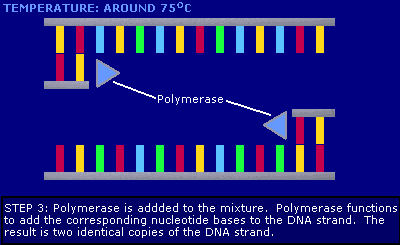 TEMPERATURE: AROUND 75°C
Polymerase
STEP 3: Polymerase is addded to the mixture. Polymerase functions
to add the corresponding nucleotide bases to the DNA strand. The
result is two identical copies of the DNA strand.